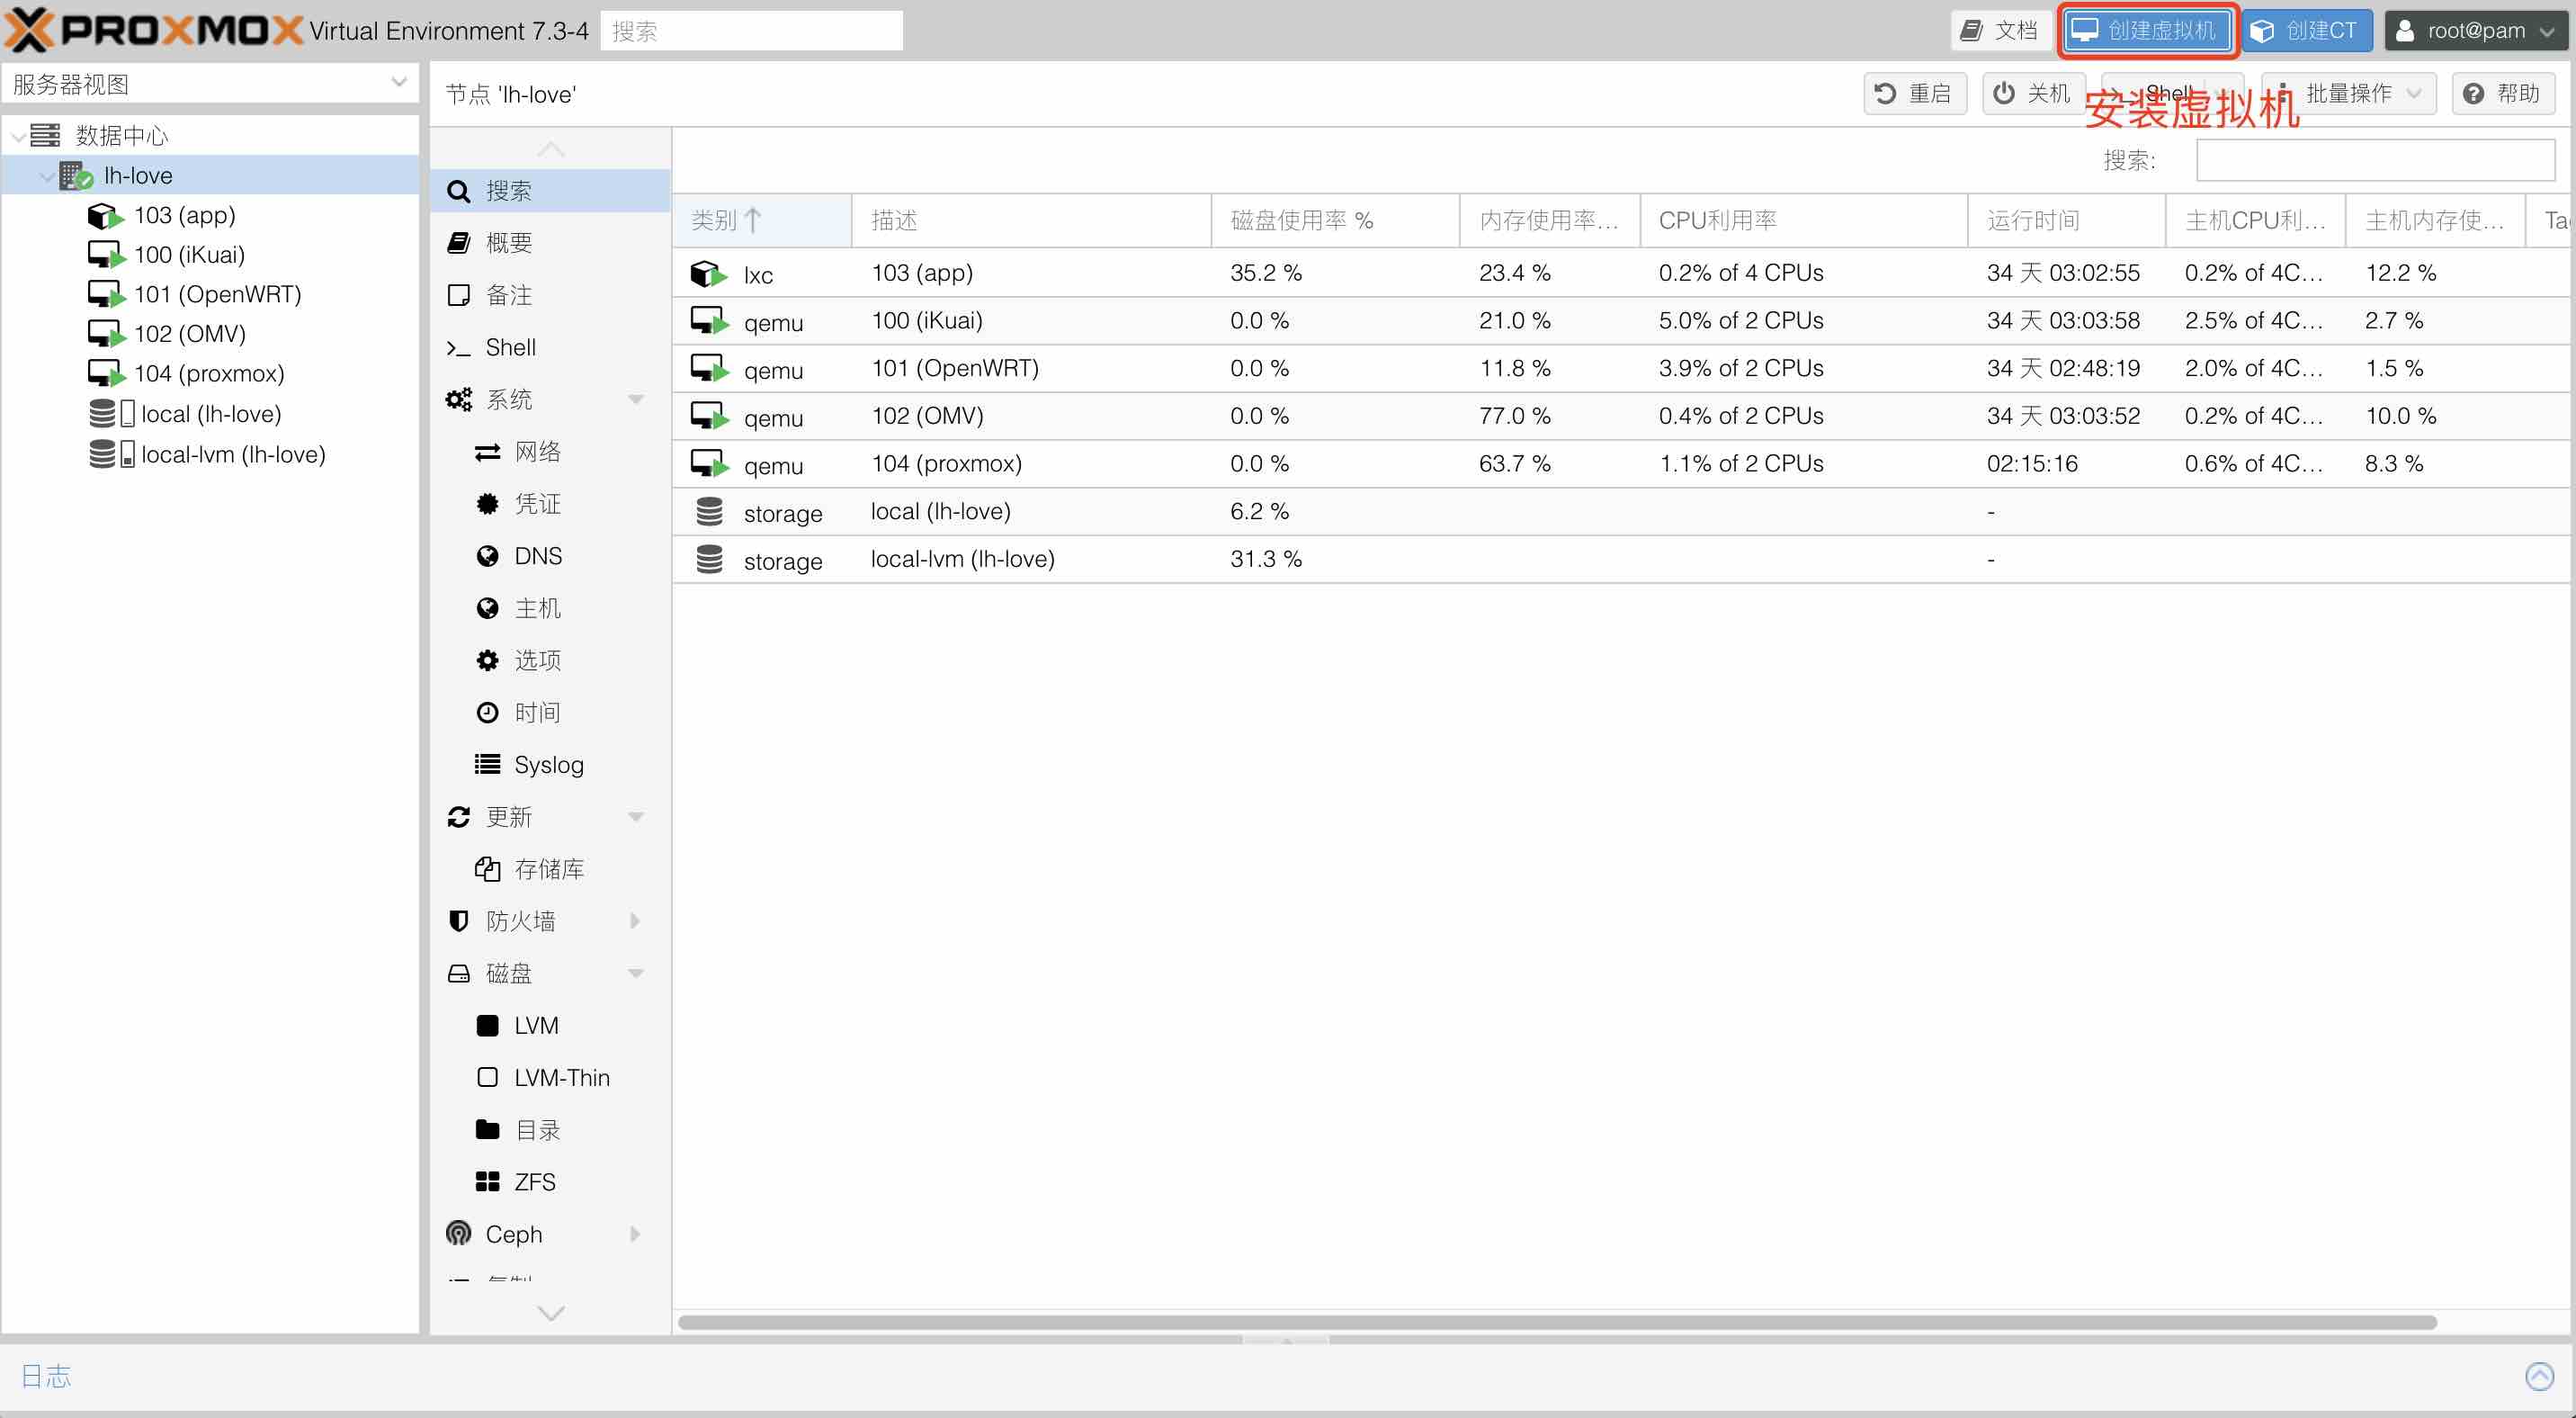 PROXMOX Virtual Environment 7.3-4 搜索 文档 创建虚拟机 创建CT root@pam
服务器视图
节点 'lh-love' 重启 关机 Shell 批量操作 帮助
安装虚拟机
数据中心
lh-love
103 (app)
100 (iKuai)
101 (OpenWRT)
102 (OMV)
104 (proxmox)
local (lh-love)
local-lvm (lh-love)
搜索
概要
备注
Shell
系统
网络
凭证
DNS
主机
选项
时间
Syslog
更新
存储库
防火墙
磁盘
LVM
LVM-Thin
目录
ZFS
Ceph
搜索:
类别 描述 磁盘使用率 % 内存使用率... CPU利用率 运行时间 主机CPU利... 主机内存使...
lxc 103 (app) 35.2 % 23.4 % 0.2% of 4 CPUs 34 天 03:02:55 0.2% of 4C... 12.2 %
qemu 100 (iKuai) 0.0 % 21.0 % 5.0% of 2 CPUs 34 天 03:03:58 2.5% of 4C... 2.7 %
qemu 101 (OpenWRT) 0.0 % 11.8 % 3.9% of 2 CPUs 34 天 02:48:19 2.0% of 4C... 1.5 %
qemu 102 (OMV) 0.0 % 77.0 % 0.4% of 2 CPUs 34 天 03:03:52 0.2% of 4C... 10.0 %
qemu 104 (proxmox) 0.0 % 63.7 % 1.1% of 2 CPUs 02:15:16 0.6% of 4C... 8.3 %
storage local (lh-love) 6.2 % -
storage local-lvm (lh-love) 31.3 % -
日志